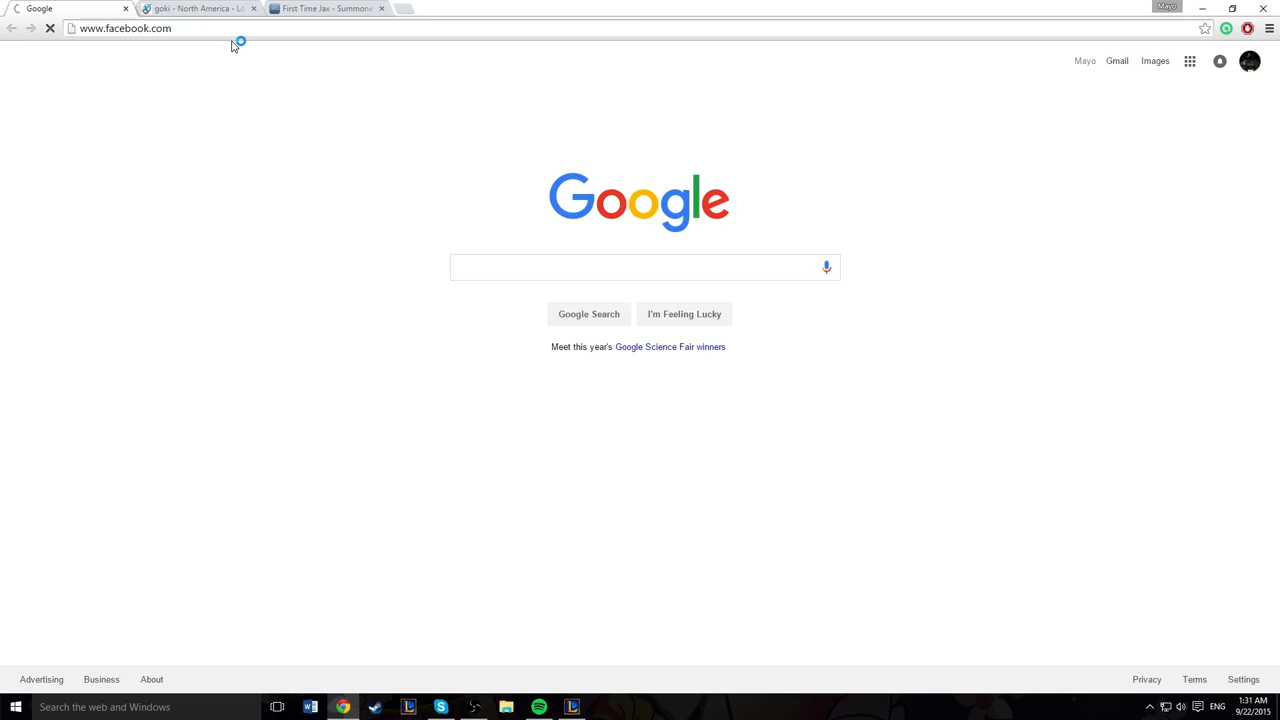 Google
goki - North America - Lo
First Time Jax - Summone
Mayo
www.facebook.com
Mayo
Gmail
Images
Google
Google Search
I'm Feeling Lucky
Meet this year's Google Science Fair winners
Advertising
Business
About
Privacy
Terms
Settings
Search the web and Windows
ENG
1:31 AM
9/22/2015